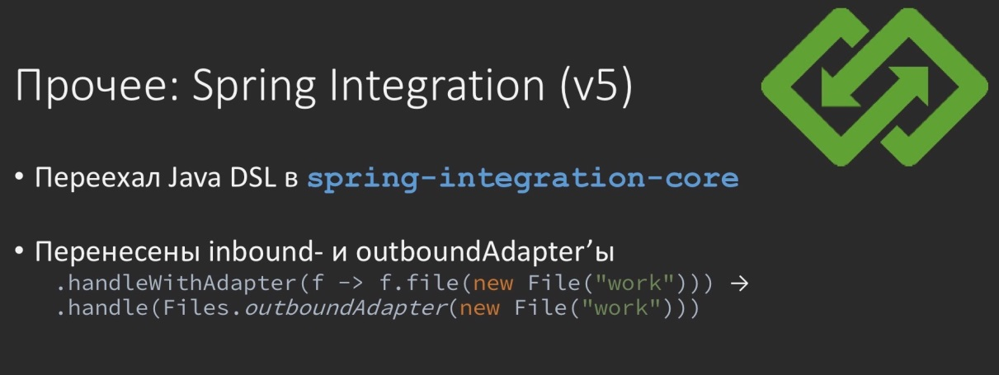 Прочее: Spring Integration (v5)
• Переехал Java DSL в spring-integration-core
• Перенесены inbound- и outboundAdapter’ы
.handleWithAdapter(f -> f.file(new File("work"))) →
.handle(Files.outboundAdapter(new File("work")))